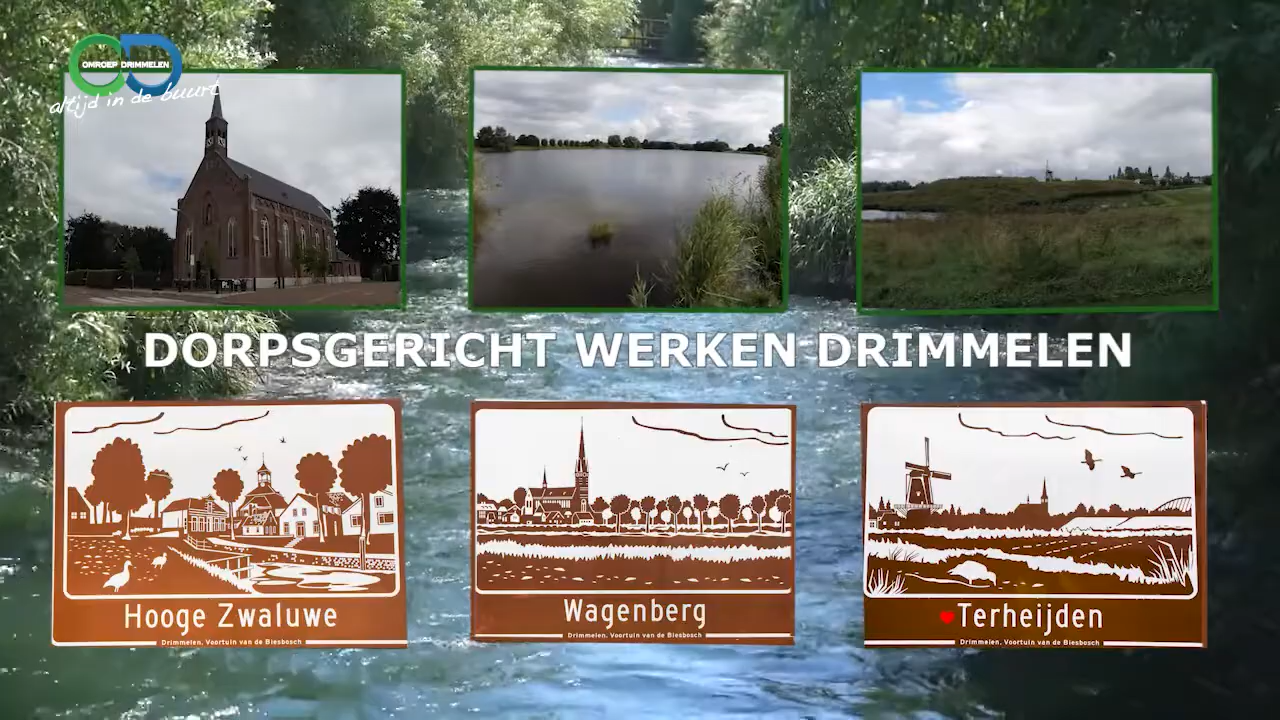 OMROEP DRIMMELEN
altijd in de buurt
DORPSGERICHT WERKEN DRIMMELEN
Hooge Zwaluwe
Drimmelen, Voortuin van de Biesbosch
Wagenberg
Drimmelen, Voortuin van de Biesbosch
Terheijden
Drimmelen, Voortuin van de Biesbosch